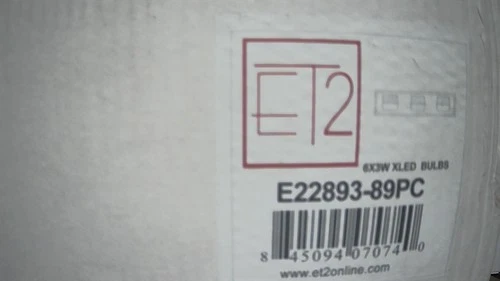 ET2
6X3W XLED BULBS
E22893-89PC
8 45094 07074 0
www.et2online.com